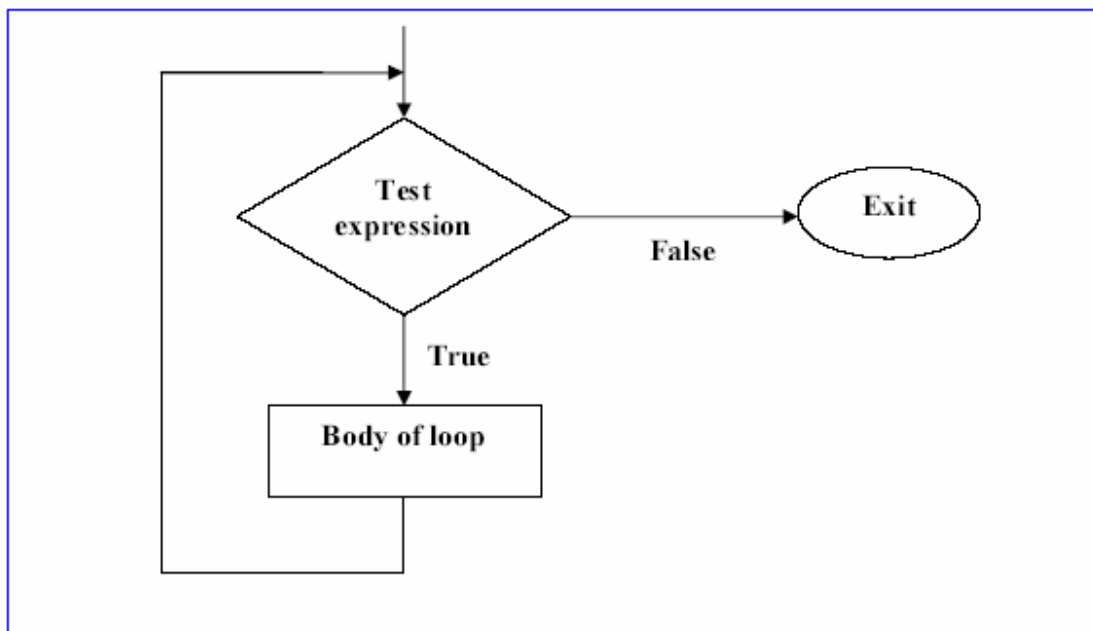 Test
expression
Exit
False
True
Body of loop